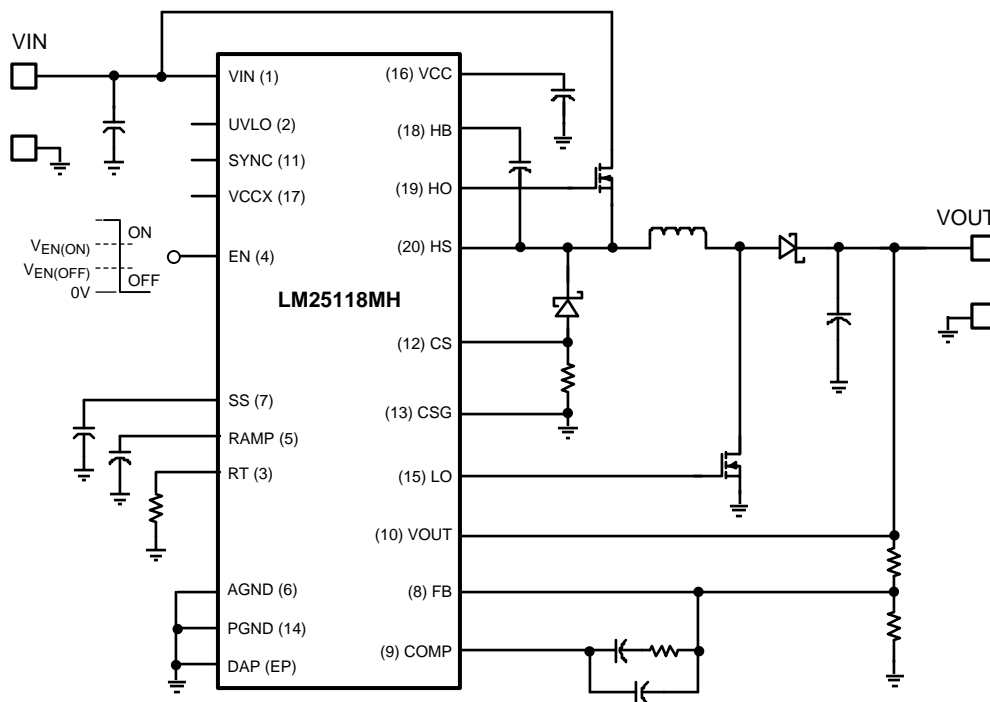 VIN
VIN (1)
UVLO (2)
SYNC (11)
VCCX (17)
ON
VEN(ON)
VEN(OFF)
OFF
0V
EN (4)
LM25118MH
SS (7)
RAMP (5)
RT (3)
AGND (6)
PGND (14)
DAP (EP)
(16) VCC
(18) HB
(19) HO
(20) HS
(12) CS
(13) CSG
(15) LO
(10) VOUT
(8) FB
(9) COMP
VOUT